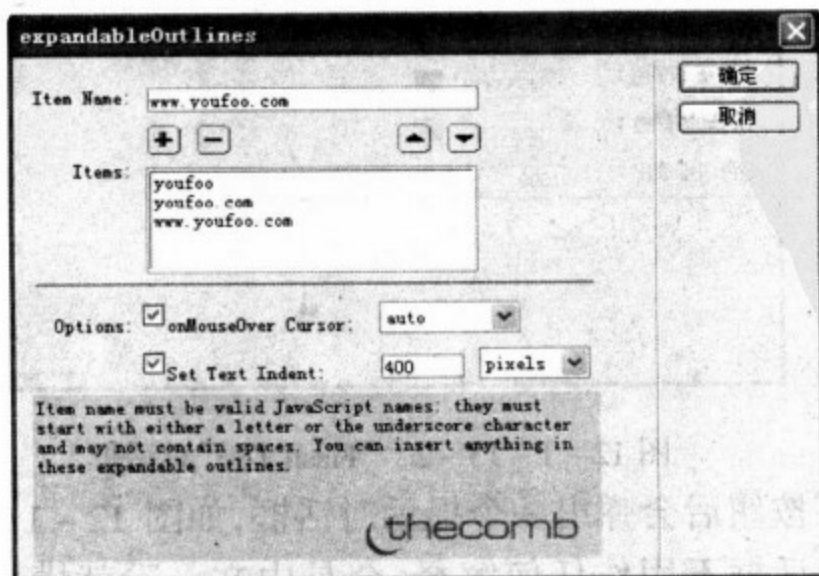 expandableOutlines
确定
Item Name: www.youfoo.com
取消
Items:
youfoo
youfoo.com
www.youfoo.com
Options: onMouseOver Cursor: auto
Set Text Indent: 400 pixels
Item name must be valid JavaScript names; they must
start with either a letter or the underscore character
and may not contain spaces. You can insert anything in
these expandable outlines.
thecomb